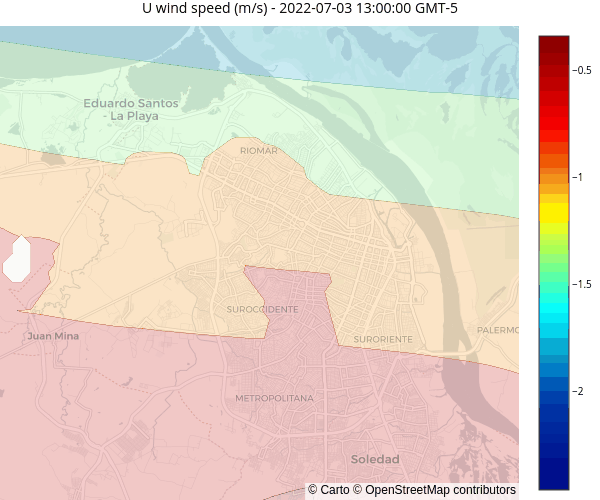 U wind speed (m/s) - 2022-07-03 13:00:00 GMT-5
Eduardo Santos
- La Playa
RIOMAR
SUROCCIDENTE
Juan Mina
SURORIENTE
PALERMO
METROPOLITANA
Soledad
−0.5
−1
−1.5
−2
© Carto © OpenStreetMap contributors